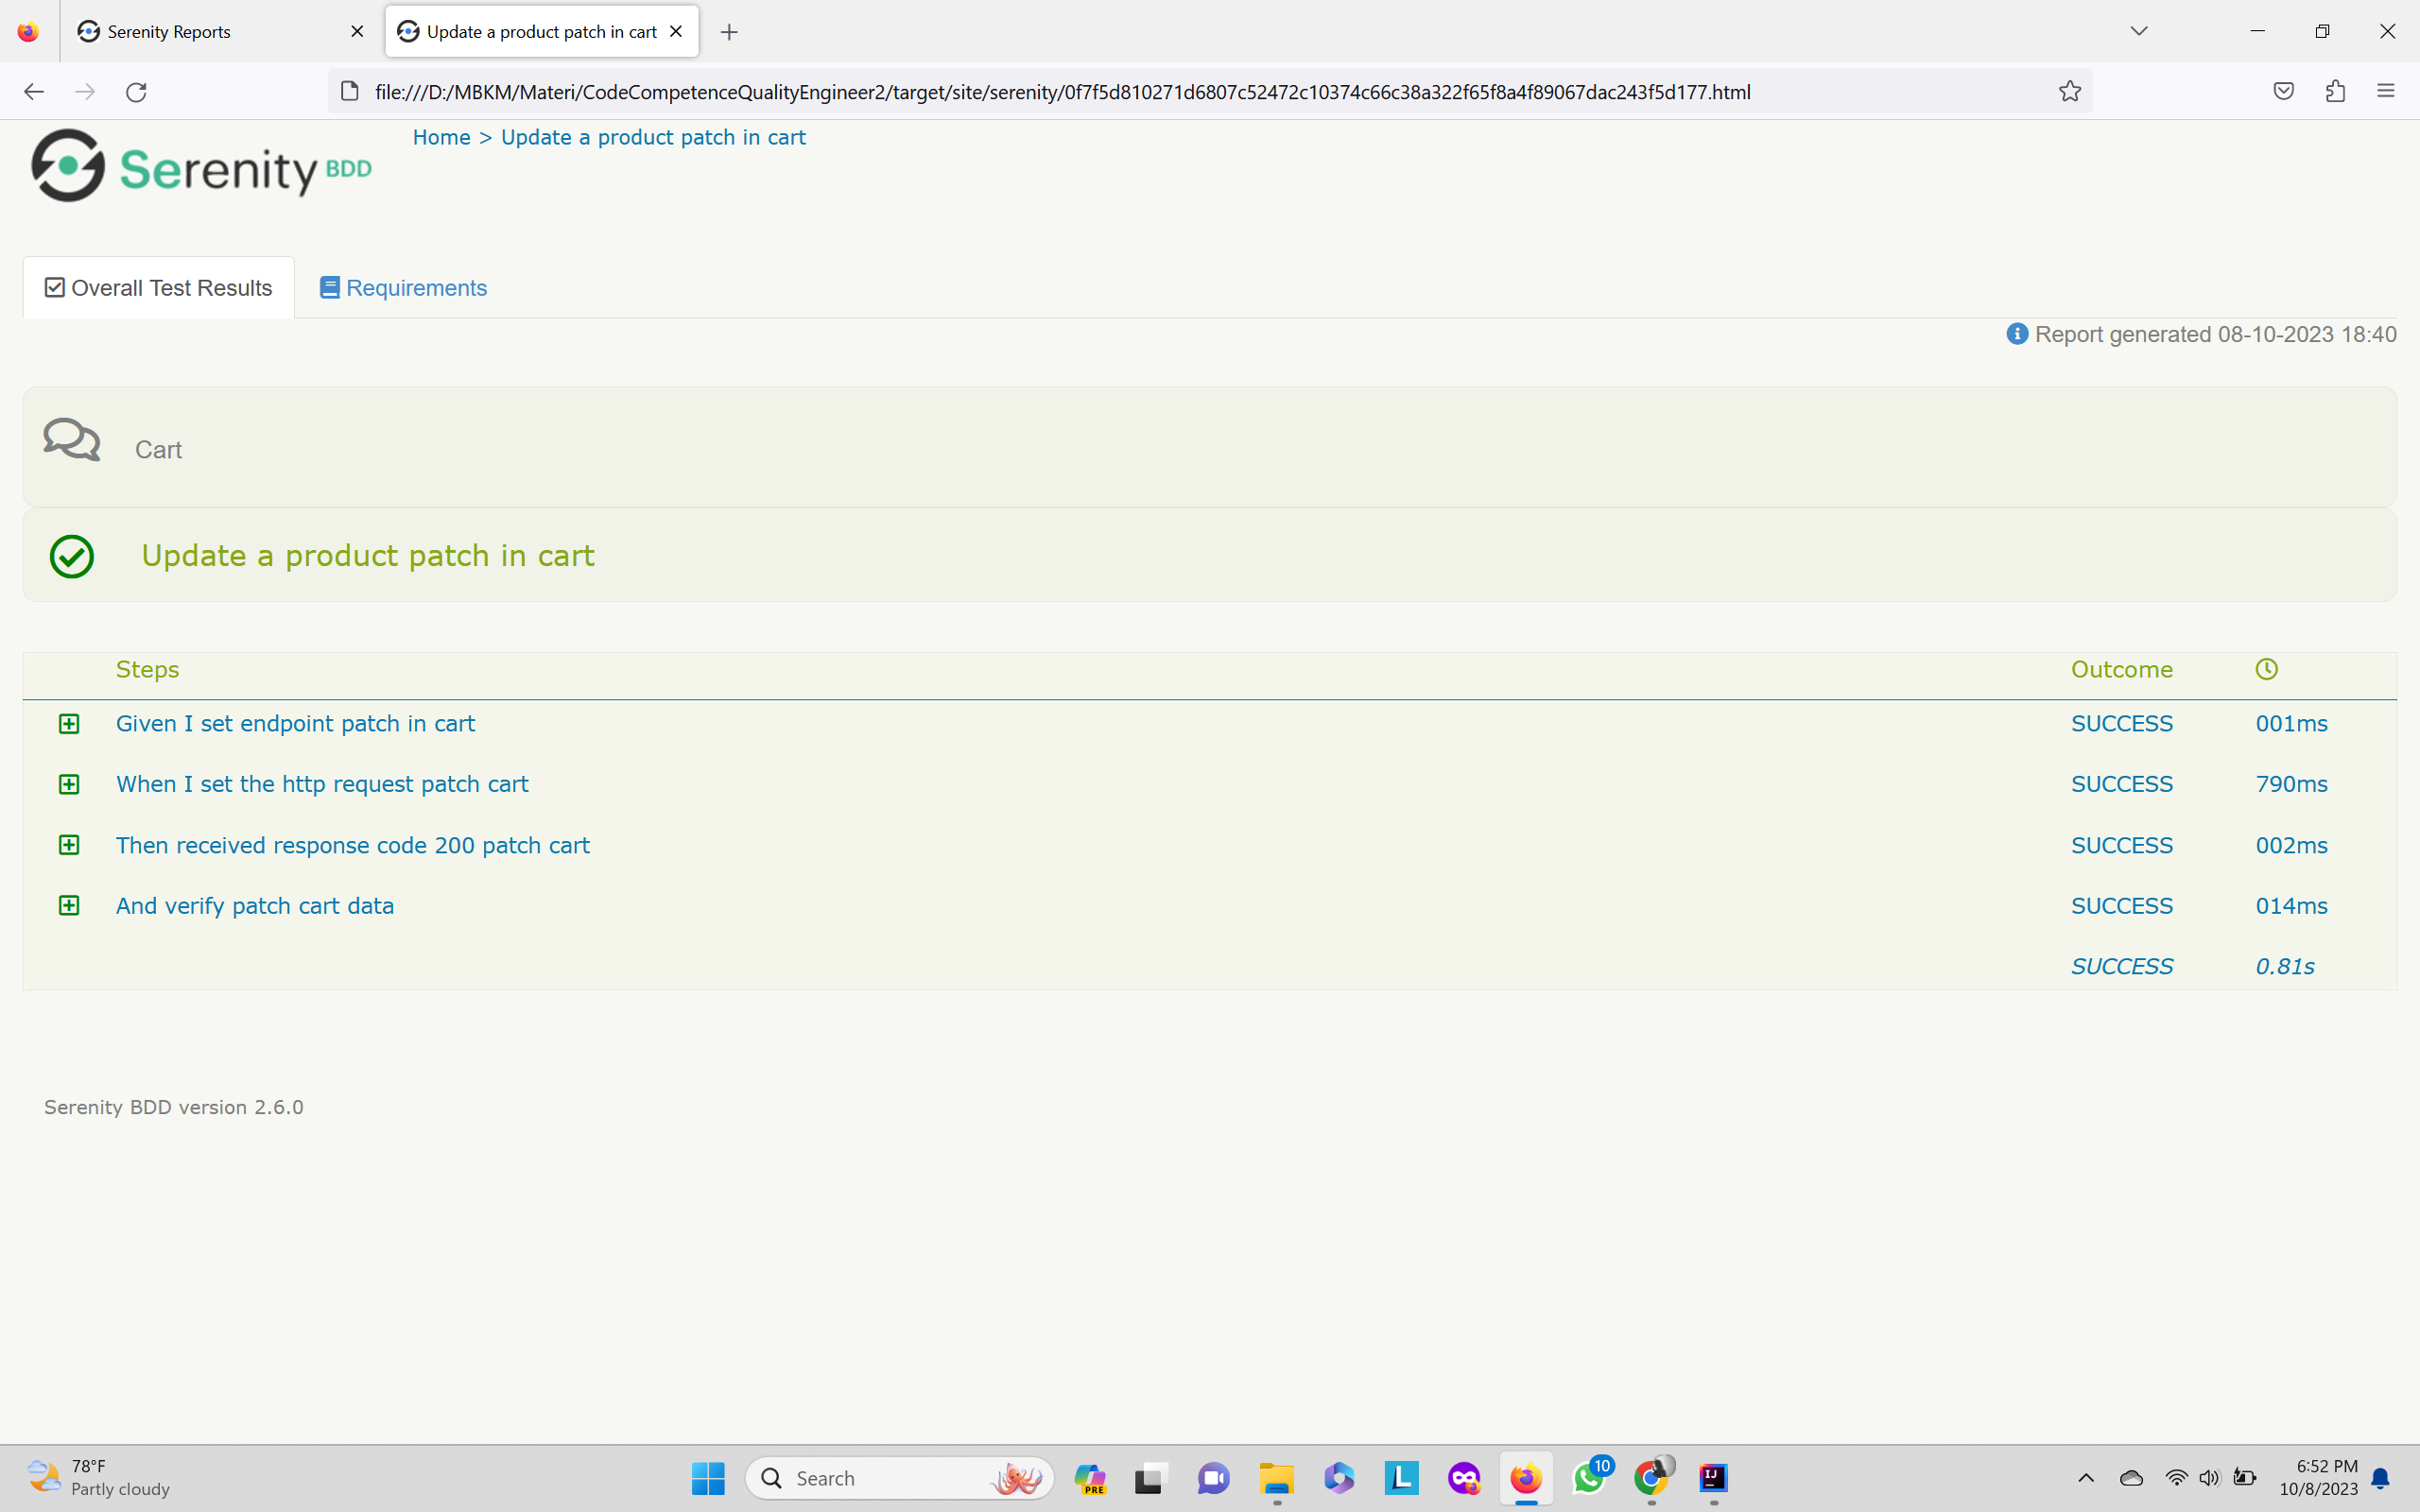 Serenity Reports
Update a product patch in cart
file:///D:/MBKM/Materi/CodeCompetenceQualityEngineer2/target/site/serenity/0f7f5d810271d6807c52472c10374c66c38a322f65f8a4f89067dac243f5d177.html
Serenity BDD
Home > Update a product patch in cart
Overall Test Results
Requirements
Report generated 08-10-2023 18:40
Cart
Update a product patch in cart
Steps Outcome
Given I set endpoint patch in cart SUCCESS 001ms
When I set the http request patch cart SUCCESS 790ms
Then received response code 200 patch cart SUCCESS 002ms
And verify patch cart data SUCCESS 014ms
SUCCESS 0.81s
Serenity BDD version 2.6.0
78°F
Partly cloudy
Search
PRE
L
10
IJ
6:52 PM
10/8/2023